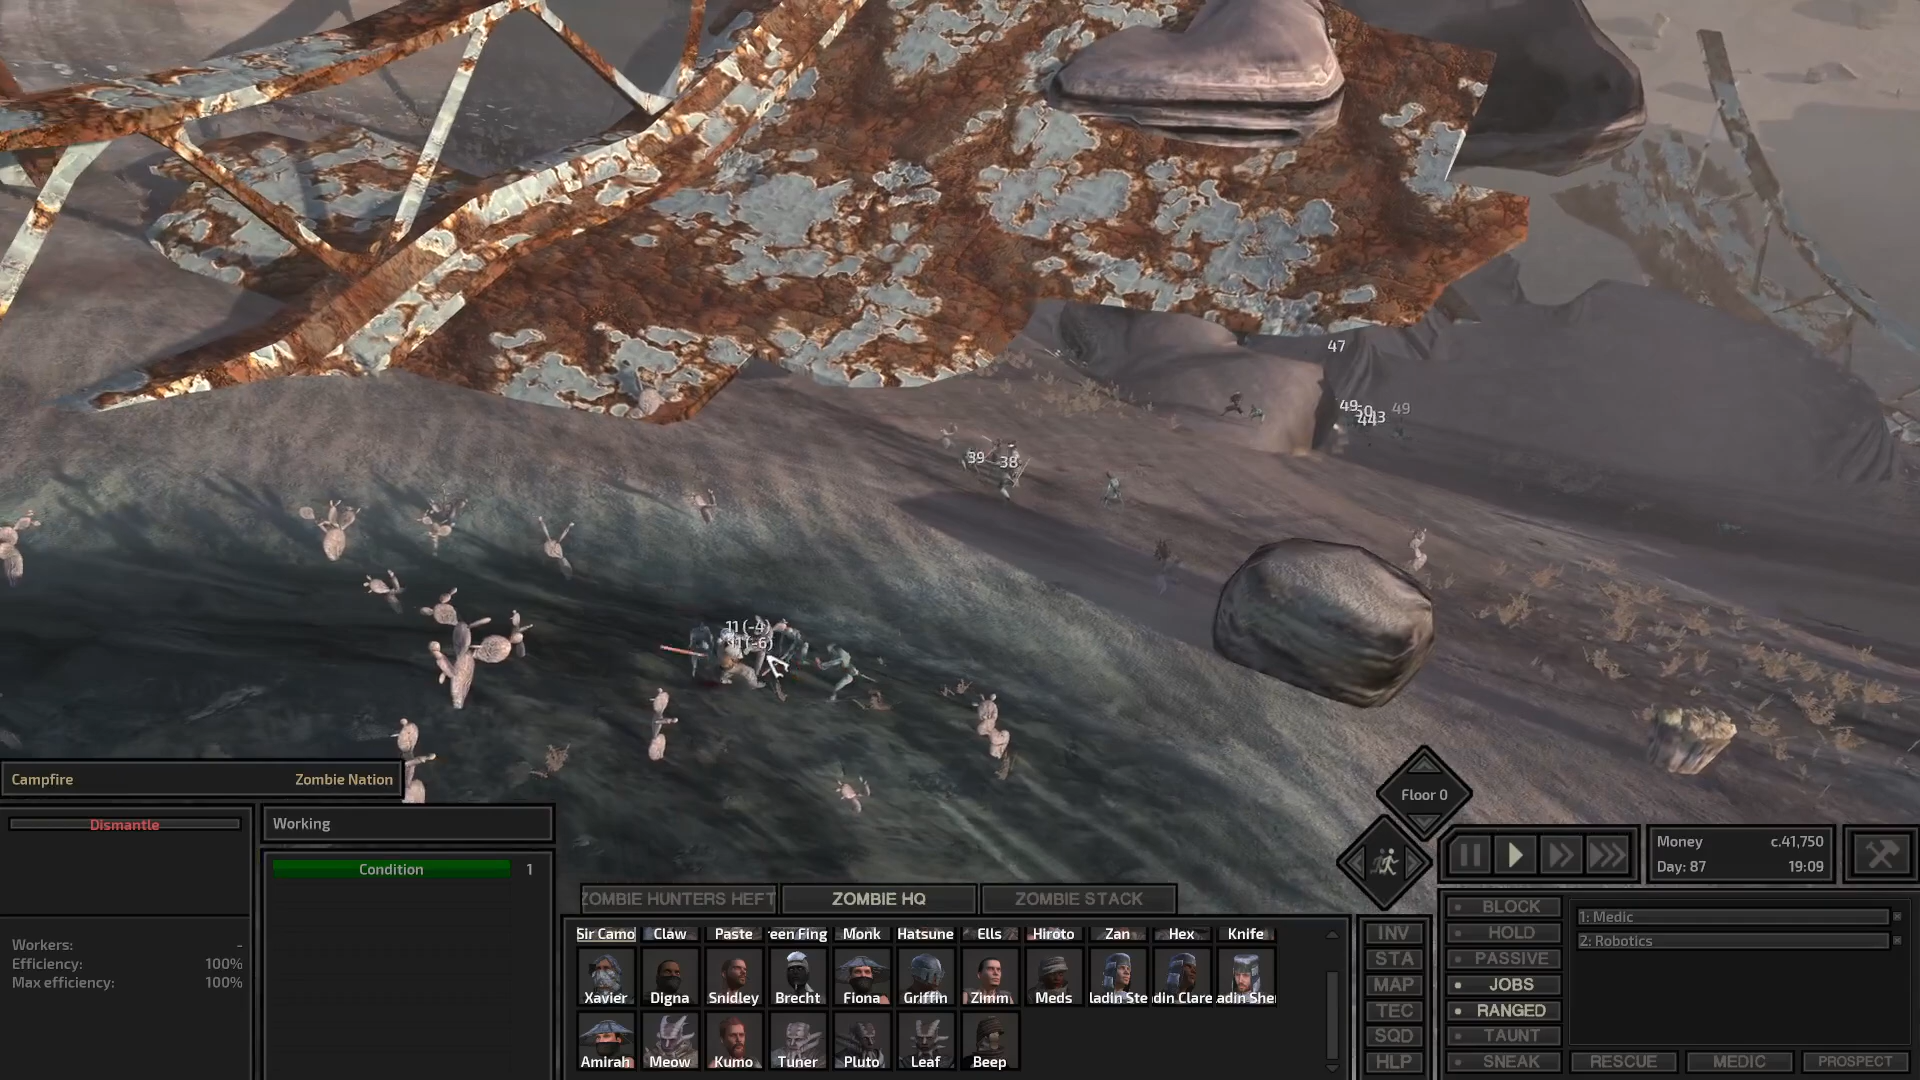 47
49
50
443
49
39
38
11 (-4)
11 (-6)
Campfire Zombie Nation
Dismantle
Working
Condition 1
Workers: -
Efficiency: 100%
Max efficiency: 100%
ZOMBIE HUNTERS HEFT ZOMBIE HQ ZOMBIE STACK
Sir Camo Claw Paste een Fing Monk Hatsune Ells Hiroto Zan Hex Knife
Xavier Digna Snidley Brecht Fiona Griffin Zimm Meds ladin Ste din Clare adin She
Amirah Meow Kumo Tuner Pluto Leaf Beep
Floor 0
Money c.41,750
Day: 87 19:09
INV
STA
MAP
TEC
SQD
HLP
BLOCK
HOLD
PASSIVE
JOBS
RANGED
TAUNT
SNEAK
1: Medic
2: Robotics
RESCUE MEDIC PROSPECT